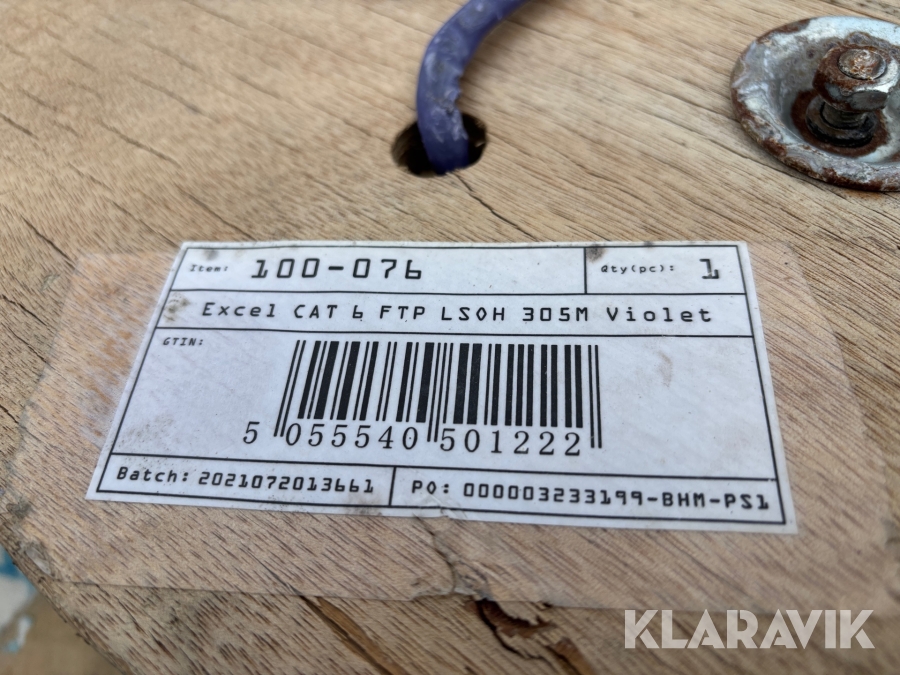 Item: 100-076 Qty(pc): 1
Excel CAT 6 FTP LSOH 305M Violet
GTIN:
5 055540 501222
Batch: 2021072013661 PO: 000003233199-BHM-PS1
KLARAVIK